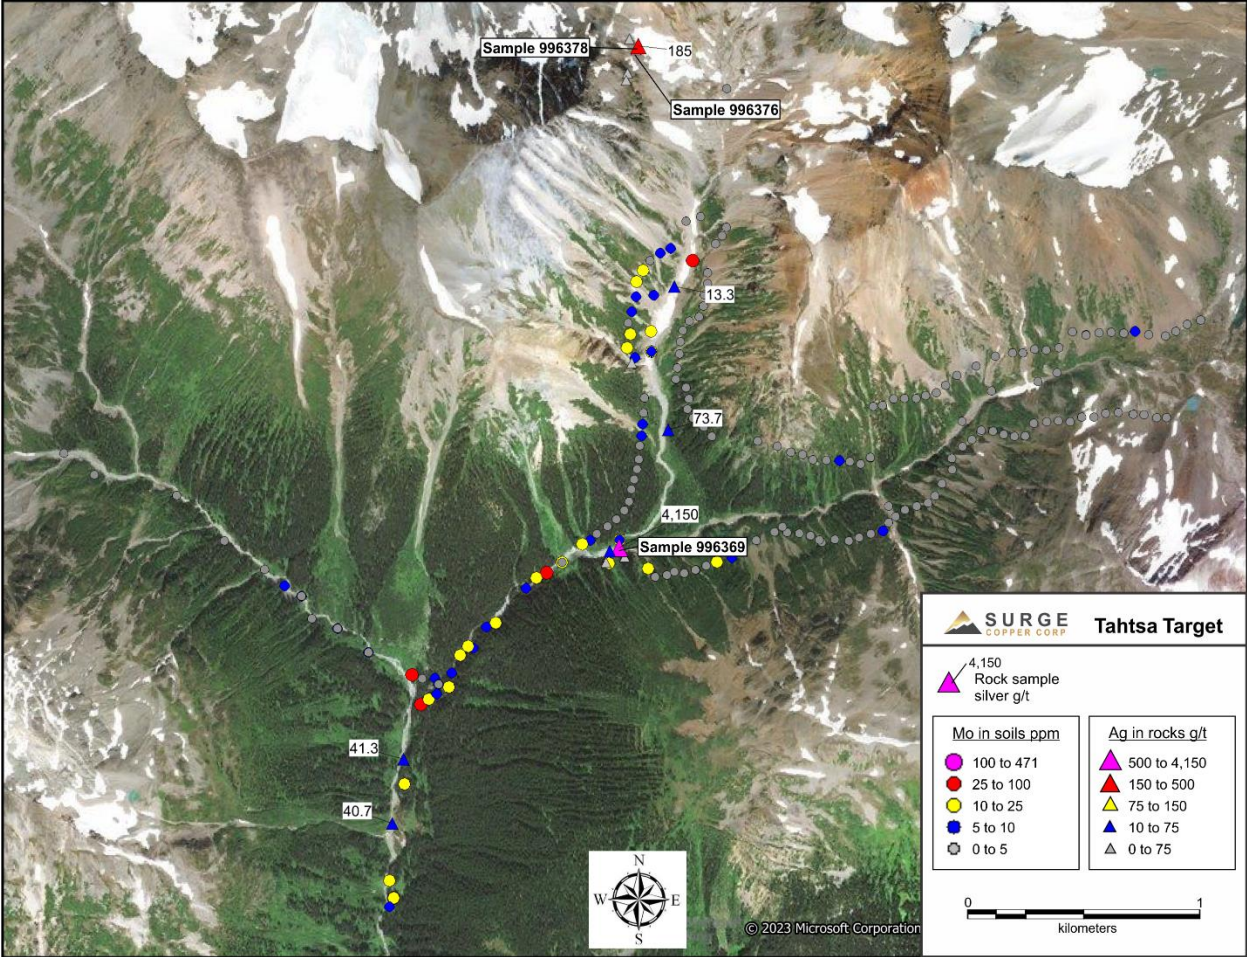 Sample 996378
185
Sample 996376
13.3
73.7
4,150
Sample 996369
41.3
40.7
N
W E
S
© 2023 Microsoft Corporation
SURGE
COPPER CORP
Tahtsa Target
4,150
Rock sample
silver g/t
Mo in soils ppm
100 to 471
25 to 100
10 to 25
5 to 10
0 to 5
Ag in rocks g/t
500 to 4,150
150 to 500
75 to 150
10 to 75
0 to 75
0 1
kilometers